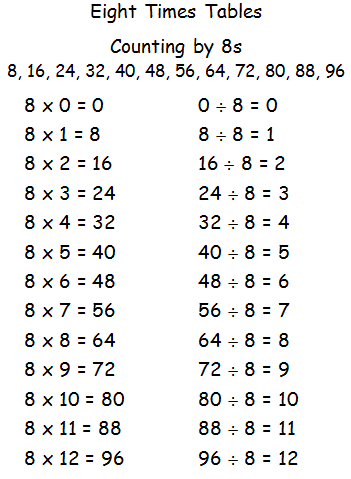 Eight Times Tables
Counting by 8s
8, 16, 24, 32, 40, 48, 56, 64, 72, 80, 88, 96
8 x 0 = 0 0 ÷ 8 = 0
8 x 1 = 8 8 ÷ 8 = 1
8 x 2 = 16 16 ÷ 8 = 2
8 x 3 = 24 24 ÷ 8 = 3
8 x 4 = 32 32 ÷ 8 = 4
8 x 5 = 40 40 ÷ 8 = 5
8 x 6 = 48 48 ÷ 8 = 6
8 x 7 = 56 56 ÷ 8 = 7
8 x 8 = 64 64 ÷ 8 = 8
8 x 9 = 72 72 ÷ 8 = 9
8 x 10 = 80 80 ÷ 8 = 10
8 x 11 = 88 88 ÷ 8 = 11
8 x 12 = 96 96 ÷ 8 = 12